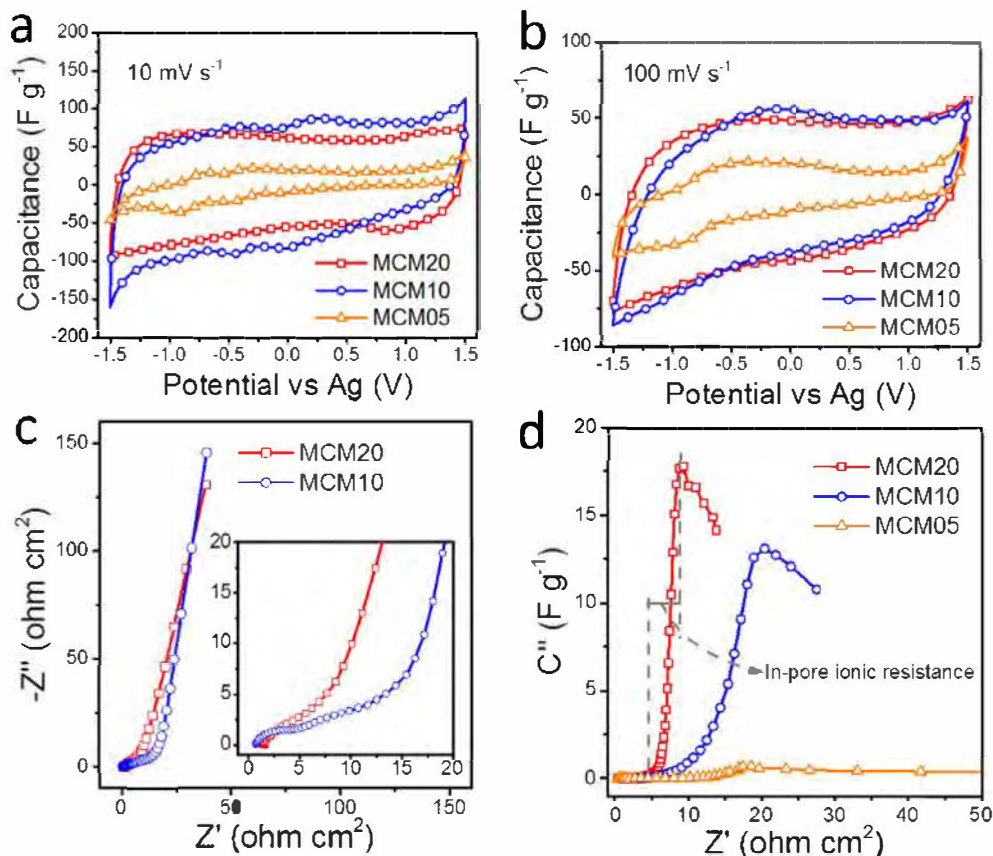 a
10 mV s⁻¹
Capacitance (F g⁻¹)
200
150
100
50
0
-50
-100
-150
-200
MCM20
MCM10
MCM05
-1.5
-1.0
-0.5
0.0
0.5
1.0
1.5
Potential vs Ag (V)
b
100 mV s⁻¹
Capacitance (F g⁻¹)
100
50
0
-50
-100
MCM20
MCM10
MCM05
-1.5
-1.0
-0.5
0.0
0.5
1.0
1.5
Potential vs Ag (V)
c
MCM20
MCM10
-Z'' (ohm cm²)
150
100
50
0
20
15
10
5
0
0
5
10
15
20
0
50
100
150
Z' (ohm cm²)
d
MCM20
MCM10
MCM05
C'' (F g⁻¹)
20
15
10
5
0
In-pore ionic resistance
0
10
20
30
40
50
Z' (ohm cm²)